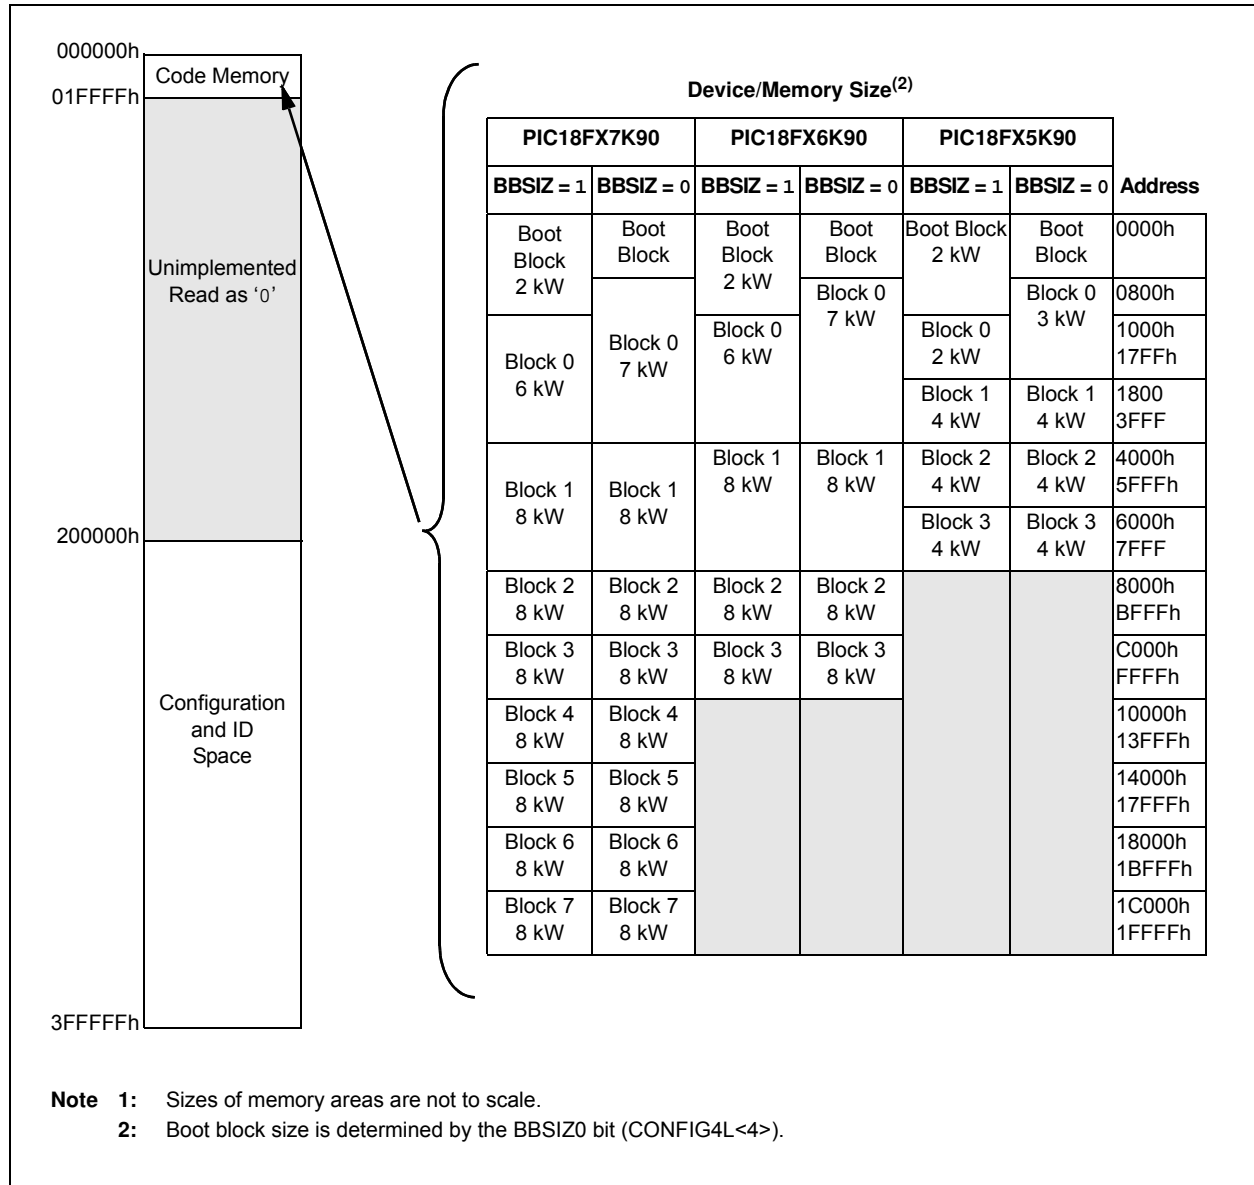 000000h
Code Memory
01FFFFh
Unimplemented
Read as ‘0’
200000h
Configuration
and ID
Space
3FFFFFh
Device/Memory Size(2)
PIC18FX7K90 PIC18FX6K90 PIC18FX5K90
BBSIZ = 1 BBSIZ = 0 BBSIZ = 1 BBSIZ = 0 BBSIZ = 1 BBSIZ = 0 Address
Boot Boot Boot Boot Boot Block Boot 0000h
Block Block Block Block 2 kW Block
2 kW 2 kW
Block 0 Block 0 0800h
7 kW 3 kW
Block 0 Block 0 Block 0 1000h
7 kW 6 kW 2 kW 17FFh
Block 0
6 kW
Block 1 Block 1 1800
4 kW 4 kW 3FFF
Block 1 Block 1 Block 2 Block 2 4000h
8 kW 8 kW 4 kW 4 kW 5FFFh
Block 1 Block 1
8 kW 8 kW
Block 3 Block 3 6000h
4 kW 4 kW 7FFF
Block 2 Block 2 Block 2 Block 2 8000h
8 kW 8 kW 8 kW 8 kW BFFFh
Block 3 Block 3 Block 3 Block 3 C000h
8 kW 8 kW 8 kW 8 kW FFFFh
Block 4 Block 4 10000h
8 kW 8 kW 13FFFh
Block 5 Block 5 14000h
8 kW 8 kW 17FFFh
Block 6 Block 6 18000h
8 kW 8 kW 1BFFFh
Block 7 Block 7 1C000h
8 kW 8 kW 1FFFFh
Note 1: Sizes of memory areas are not to scale.
2: Boot block size is determined by the BBSIZ0 bit (CONFIG4L<4>).